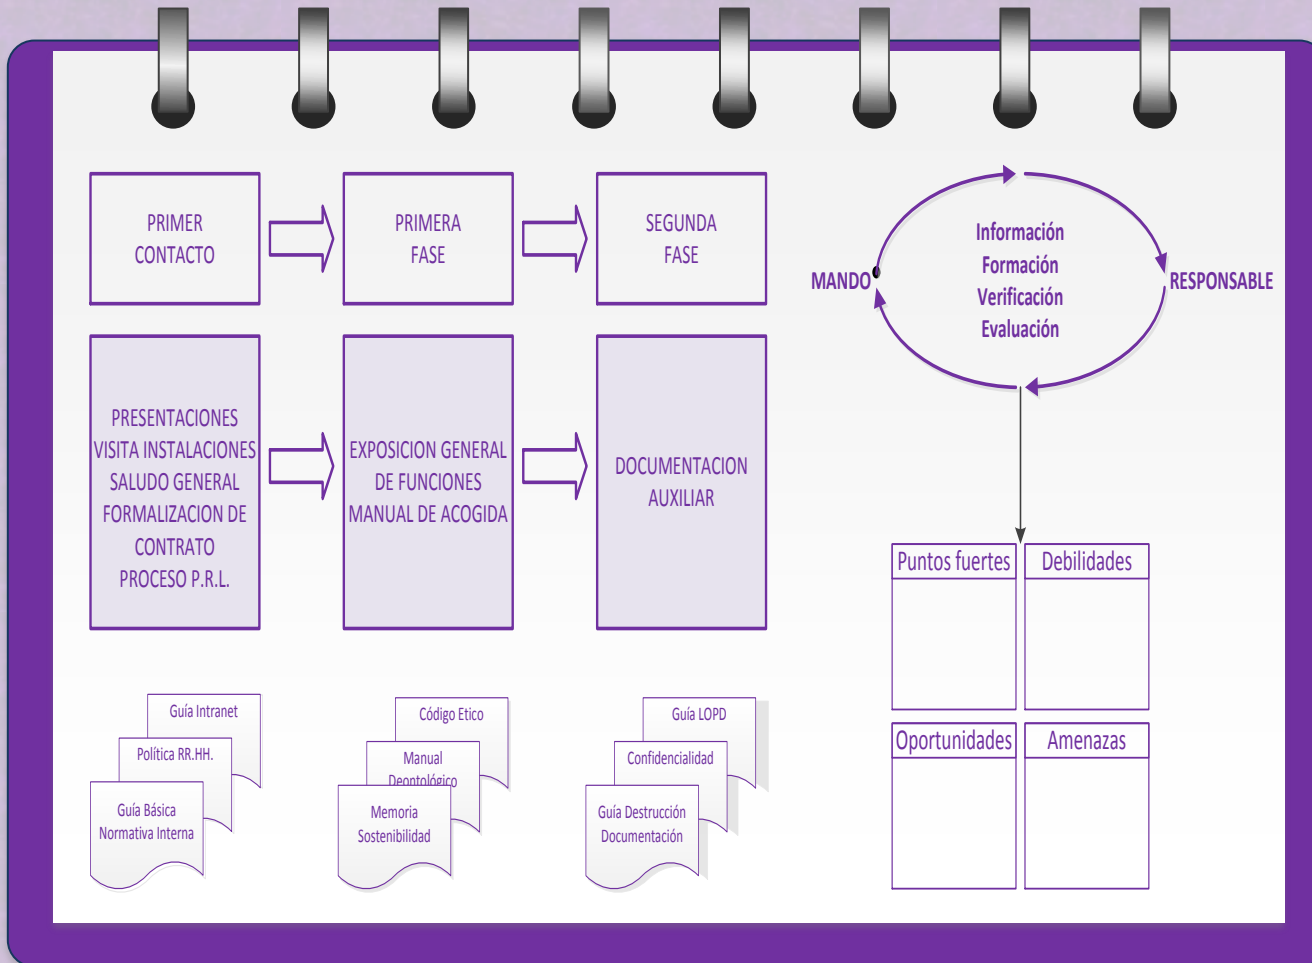 PRIMER
CONTACTO
PRIMERA
FASE
SEGUNDA
FASE
PRESENTACIONES
VISITA INSTALACIONES
SALUDO GENERAL
FORMALIZACION DE
CONTRATO
PROCESO P.R.L.
EXPOSICION GENERAL
DE FUNCIONES
MANUAL DE ACOGIDA
DOCUMENTACION
AUXILIAR
Guía Intranet
Política RR.HH.
Guía Básica
Normativa Interna
Código Etico
Manual
Deontológico
Memoria
Sostenibilidad
Guía LOPD
Confidencialidad
Guía Destrucción
Documentación
MANDO
Información
Formación
Verificación
Evaluación
RESPONSABLE
Puntos fuertes
Debilidades
Oportunidades
Amenazas